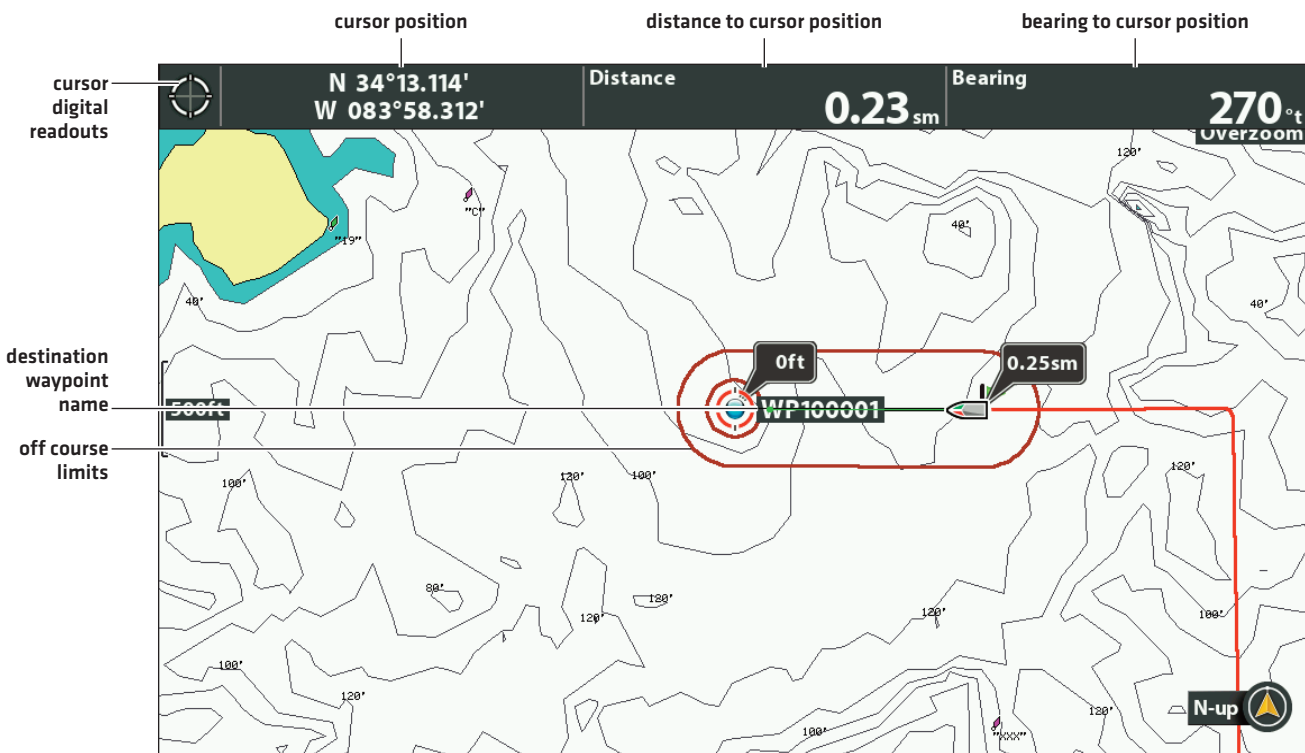 cursor position
distance to cursor position
bearing to cursor position
cursor
digital
readouts
N 34°13.114'
W 083°58.312'
Distance
0.23 sm
Bearing
270 °t
Overzoom
120'
"C"
"19"
40'
40'
40'
destination
waypoint
name
0ft
0.25sm
500ft
WP100001
off course
limits
100'
120'
100'
120'
80'
120'
120'
120'
100'
100'
120'
120'
100'
N-up
"XXX"